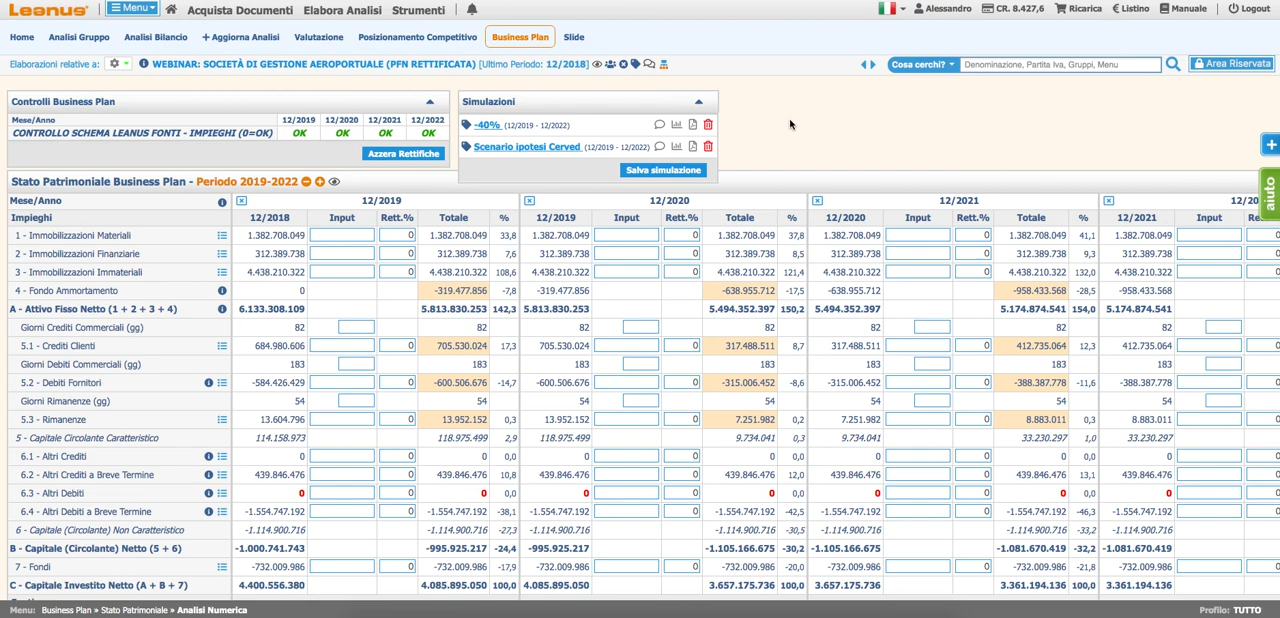 Leanus Menu Acquista Documenti Elabora Analisi Strumenti Alessandro CR. 8.427,6 Ricarica € Listino Manuale Logout
Home Analisi Gruppo Analisi Bilancio + Aggiorna Analisi Valutazione Posizionamento Competitivo Business Plan Slide
Elaborazioni relative a: WEBINAR: SOCIETÀ DI GESTIONE AEROPORTUALE (PFN RETTIFICATA) [Ultimo Periodo: 12/2018] Cosa cerchi? Denominazione, Partita Iva, Gruppi, Menu Area Riservata
Controlli Business Plan
Mese/Anno 12/2019 12/2020 12/2021 12/2022
CONTROLLO SCHEMA LEANUS FONTI - IMPIEGHI (0=OK) OK OK OK OK
Azzera Rettifiche
Simulazioni
-40% (12/2019 - 12/2022)
Scenario ipotesi Cerved (12/2019 - 12/2022)
Salva simulazione
aiuto
Stato Patrimoniale Business Plan - Periodo 2019-2022
Mese/Anno 12/2019 12/2020 12/2021 12/20
Impieghi 12/2018 Input Rett.% Totale % 12/2019 Input Rett.% Totale % 12/2020 Input Rett.% Totale % 12/2021 Input Re
1 - Immobilizzazioni Materiali 1.382.708.049 0 1.382.708.049 33,8 1.382.708.049 0 1.382.708.049 37,8 1.382.708.049 0 1.382.708.049 41,1 1.382.708.049 0
2 - Immobilizzazioni Finanziarie 312.389.738 0 312.389.738 7,6 312.389.738 0 312.389.738 8,5 312.389.738 0 312.389.738 9,3 312.389.738 0
3 - Immobilizzazioni Immateriali 4.438.210.322 0 4.438.210.322 108,6 4.438.210.322 0 4.438.210.322 121,4 4.438.210.322 0 4.438.210.322 132,0 4.438.210.322 0
4 - Fondo Ammortamento 0 -319.477.856 -7,8 -319.477.856 -638.955.712 -17,5 -638.955.712 -958.433.568 -28,5 -958.433.568
A - Attivo Fisso Netto (1 + 2 + 3 + 4) 6.133.308.109 5.813.830.253 142,3 5.813.830.253 5.494.352.397 150,2 5.494.352.397 5.174.874.541 154,0 5.174.874.541
Giorni Crediti Commerciali (gg) 82 82 82 82 82 82 82
5.1 - Crediti Clienti 684.980.606 0 705.530.024 17,3 705.530.024 0 317.488.511 8,7 317.488.511 0 412.735.064 12,3 412.735.064 0
Giorni Debiti Commerciali (gg) 183 183 183 183 183 183 183
5.2 - Debiti Fornitori -584.426.429 0 -600.506.676 -14,7 -600.506.676 0 -315.006.452 -8,6 -315.006.452 0 -388.387.778 -11,6 -388.387.778 0
Giorni Rimanenze (gg) 54 54 54 54 54 54 54
5.3 - Rimanenze 13.604.796 0 13.952.152 0,3 13.952.152 0 7.251.982 0,2 7.251.982 0 8.883.011 0,3 8.883.011 0
5 - Capitale Circolante Caratteristico 114.158.973 118.975.499 2,9 118.975.499 9.734.041 0,3 9.734.041 33.230.297 1,0 33.230.297
6.1 - Altri Crediti 0 0 0 0,0 0 0 0 0,0 0 0 0 0,0 0 0
6.2 - Altri Crediti a Breve Termine 439.846.476 0 439.846.476 10,8 439.846.476 0 439.846.476 12,0 439.846.476 0 439.846.476 13,1 439.846.476 0
6.3 - Altri Debiti 0 0 0 0,0 0 0 0 0,0 0 0 0 0,0 0 0
6.4 - Altri Debiti a Breve Termine -1.554.747.192 0 -1.554.747.192 -38,1 -1.554.747.192 0 -1.554.747.192 -42,5 -1.554.747.192 0 -1.554.747.192 -46,3 -1.554.747.192 0
6 - Capitale (Circolante) Non Caratteristico -1.114.900.716 -1.114.900.716 -27,3 -1.114.900.716 -1.114.900.716 -30,5 -1.114.900.716 -1.114.900.716 -33,2 -1.114.900.716
B - Capitale (Circolante) Netto (5 + 6) -1.000.741.743 -995.925.217 -24,4 -995.925.217 -1.105.166.675 -30,2 -1.105.166.675 -1.081.670.419 -32,2 -1.081.670.419
7 - Fondi -732.009.986 0 -732.009.986 -17,9 -732.009.986 0 -732.009.986 -20,0 -732.009.986 0 -732.009.986 -21,8 -732.009.986 0
C - Capitale Investito Netto (A + B + 7) 4.400.556.380 4.085.895.050 100,0 4.085.895.050 3.657.175.736 100,0 3.657.175.736 3.361.194.136 100,0 3.361.194.136
Menu: Business Plan » Stato Patrimoniale » Analisi Numerica Profilo: TUTTO